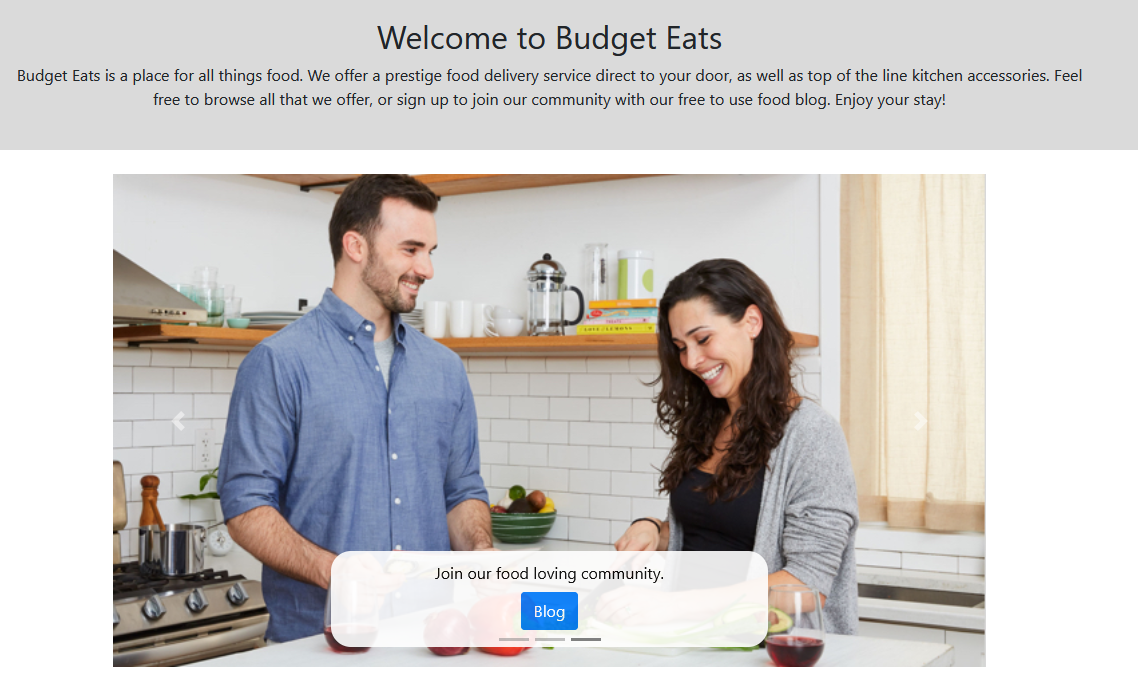 Welcome to Budget Eats
Budget Eats is a place for all things food. We offer a prestige food delivery service direct to your door, as well as top of the line kitchen accessories. Feel
free to browse all that we offer, or sign up to join our community with our free to use food blog. Enjoy your stay!
LOVE & LEMONS
Join our food loving community.
Blog